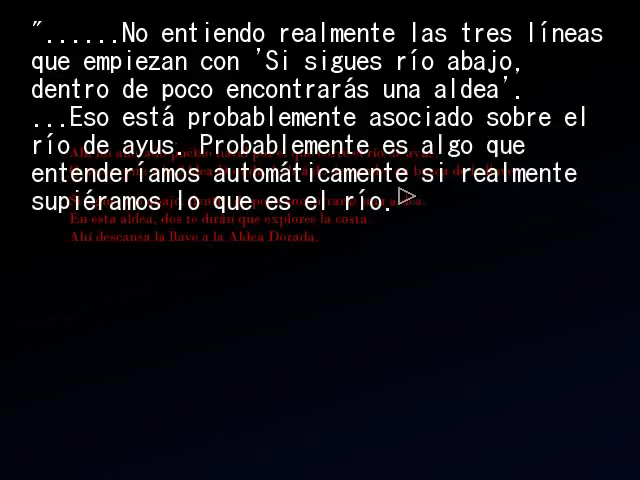 "......No entiendo realmente las tres líneas
que empiezan con 'Si sigues río abajo,
dentro de poco encontrarás una aldea'.
...Eso está probablemente asociado sobre el
río de ayus. Probablemente es algo que
entenderíamos automáticamente si realmente
supiéramos lo que es el río.
En esta aldea, dos te dirán que explores la costa.
Ahí descansa la llave a la Aldea Dorada.